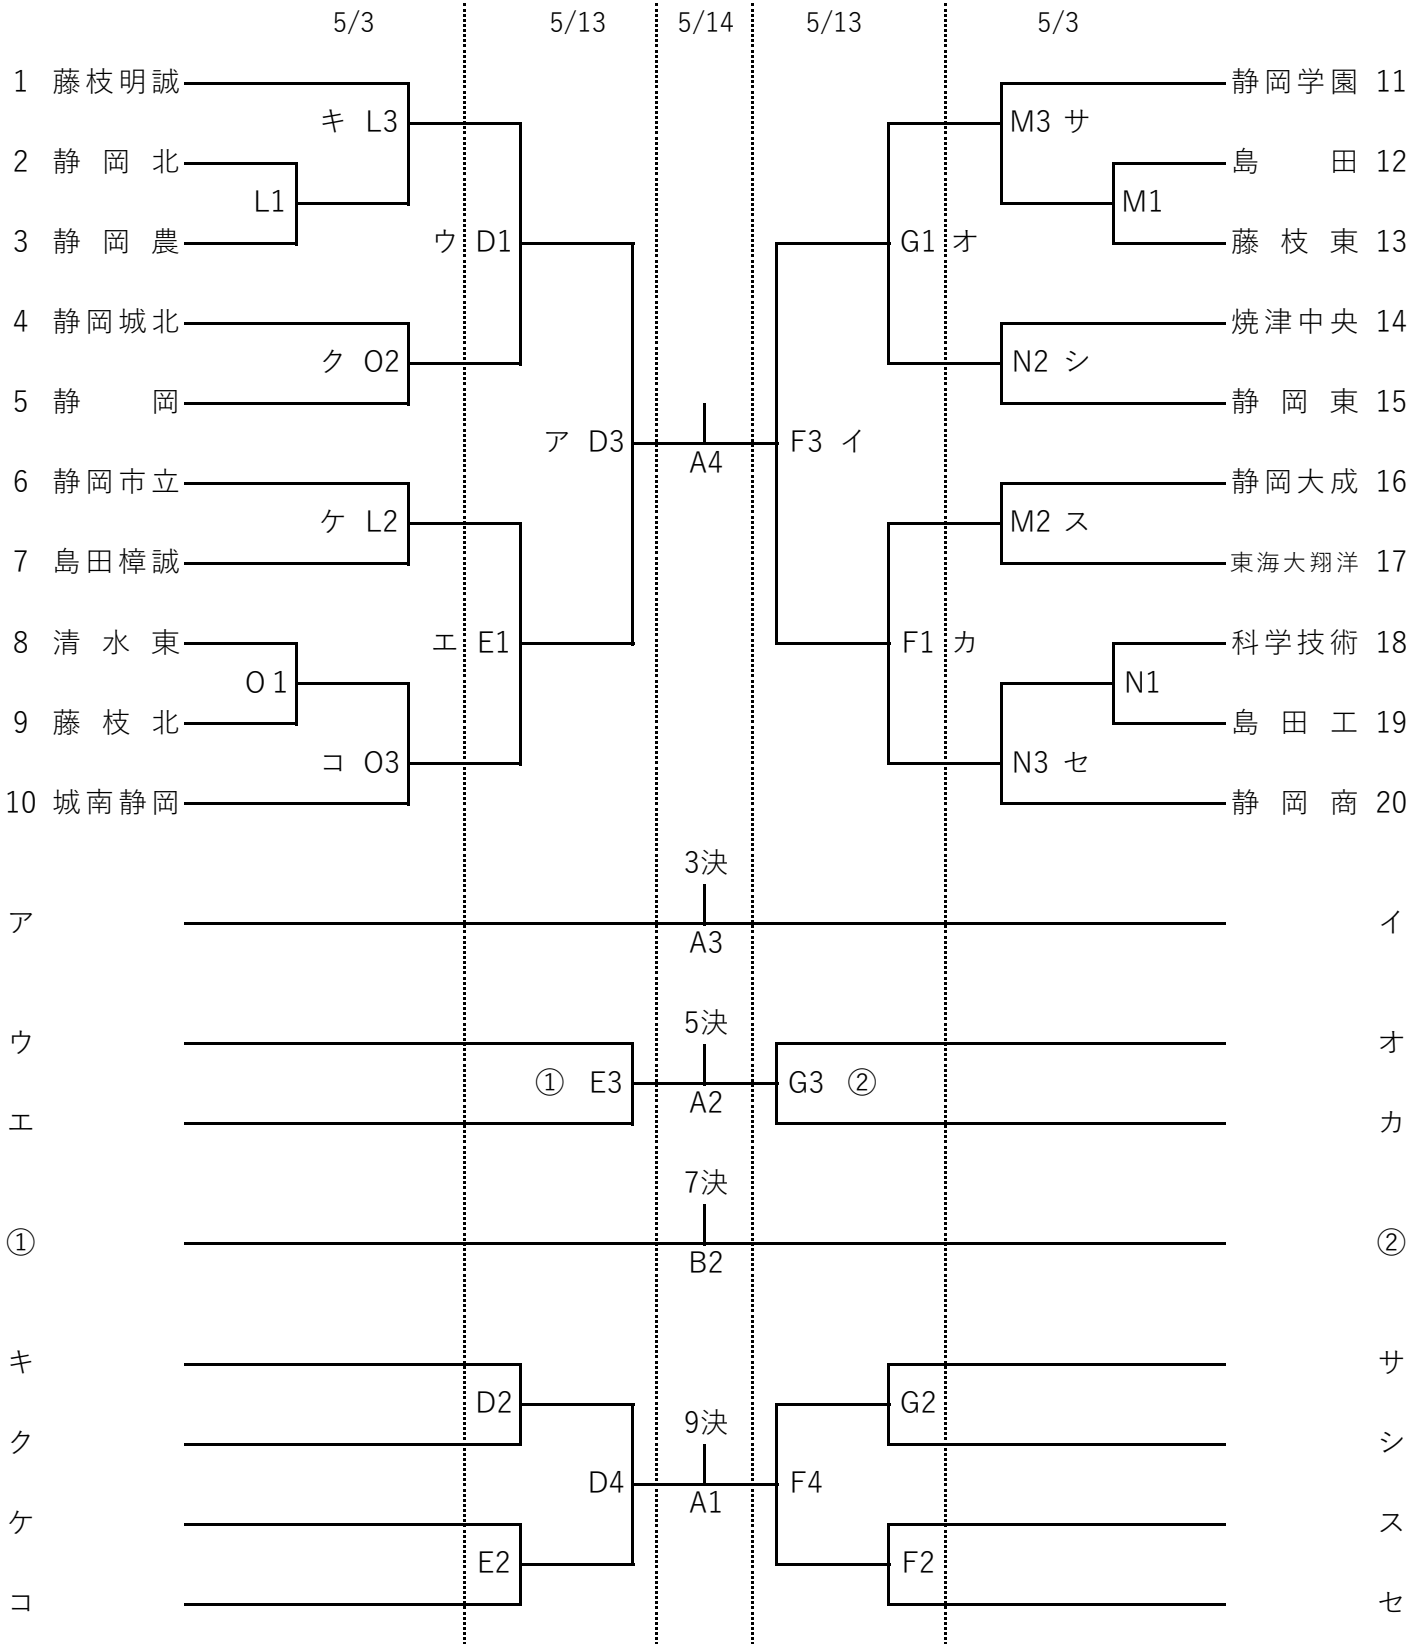 5/3 5/13 5/14 5/13 5/3
1 藤枝明誠 静岡学園 11
キ L3 M3 サ
2 静岡北 島田 12
L1 M1
3 静岡農 ウ D1 G1 オ 藤枝東 13
4 静岡城北 焼津中央 14
ク O2 N2 シ
5 静岡 静岡東 15
ア D3 F3 イ
A4
6 静岡市立 静岡大成 16
ケ L2 M2 ス
7 島田樟誠 東海大翔洋 17
8 清水東 エ E1 F1 カ 科学技術 18
O1 N1
9 藤枝北 島田工 19
コ O3 N3 セ
10 城南静岡 静岡商 20
3決
ア イ
A3
5決
ウ オ
① E3 G3 ②
A2
エ カ
7決
① ②
B2
キ サ
D2 G2
9決
ク シ
D4 F4
A1
ケ ス
E2 F2
コ セ